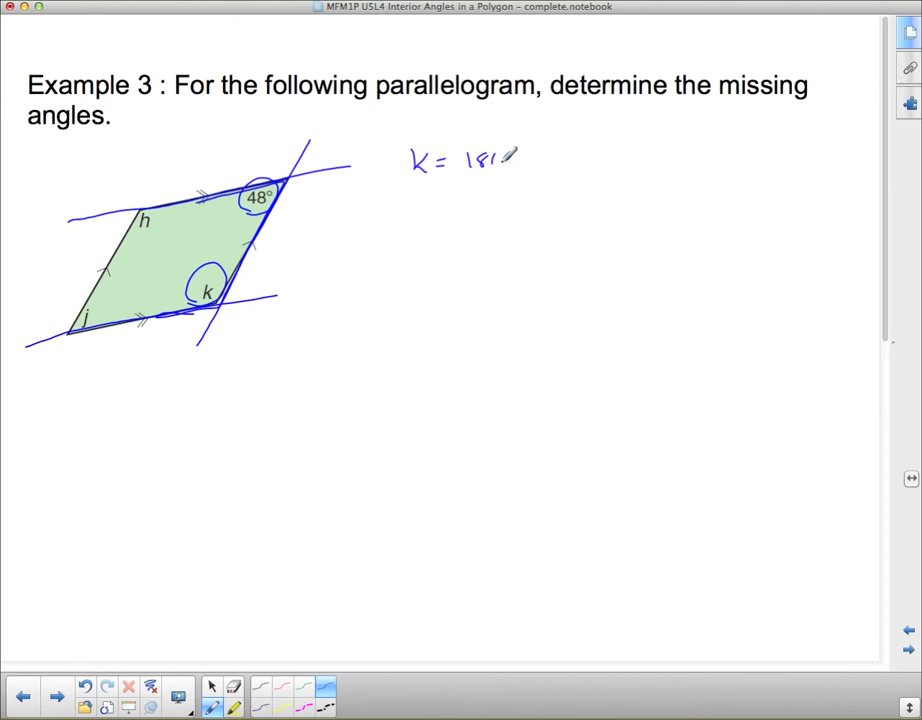 MFM1P U5L4 Interior Angles in a Polygon – complete.notebook
Example 3 : For the following parallelogram, determine the missing
angles.
K = 181
48°
h
k
j